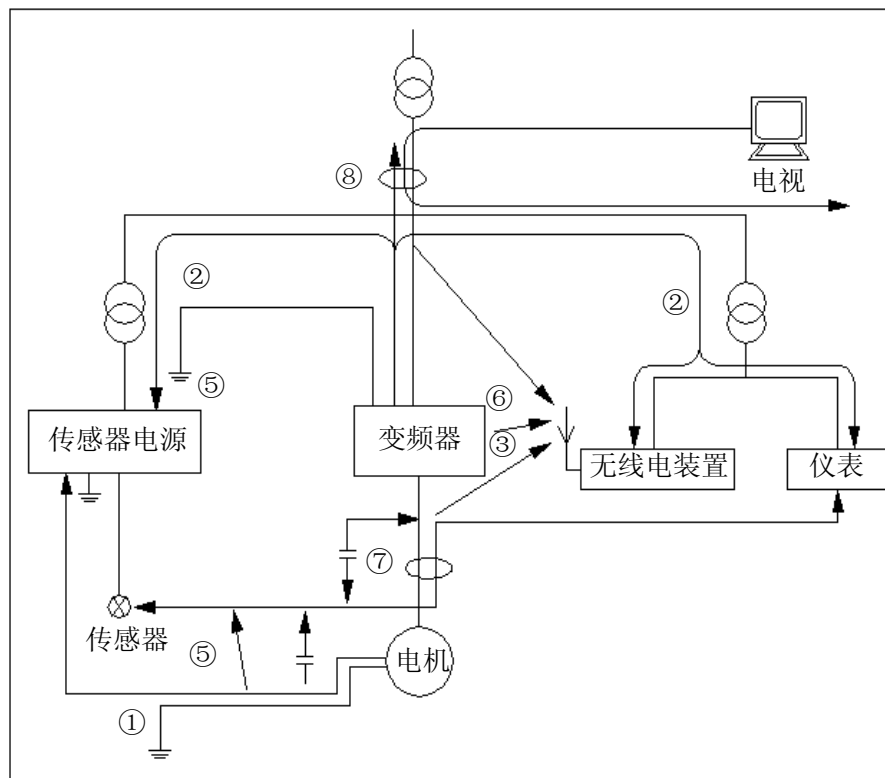 ⑧
电视
②
②
⑤
⑥
传感器电源
变频器
③
无线电装置
仪表
⑦
传感器
⑤
电机
①